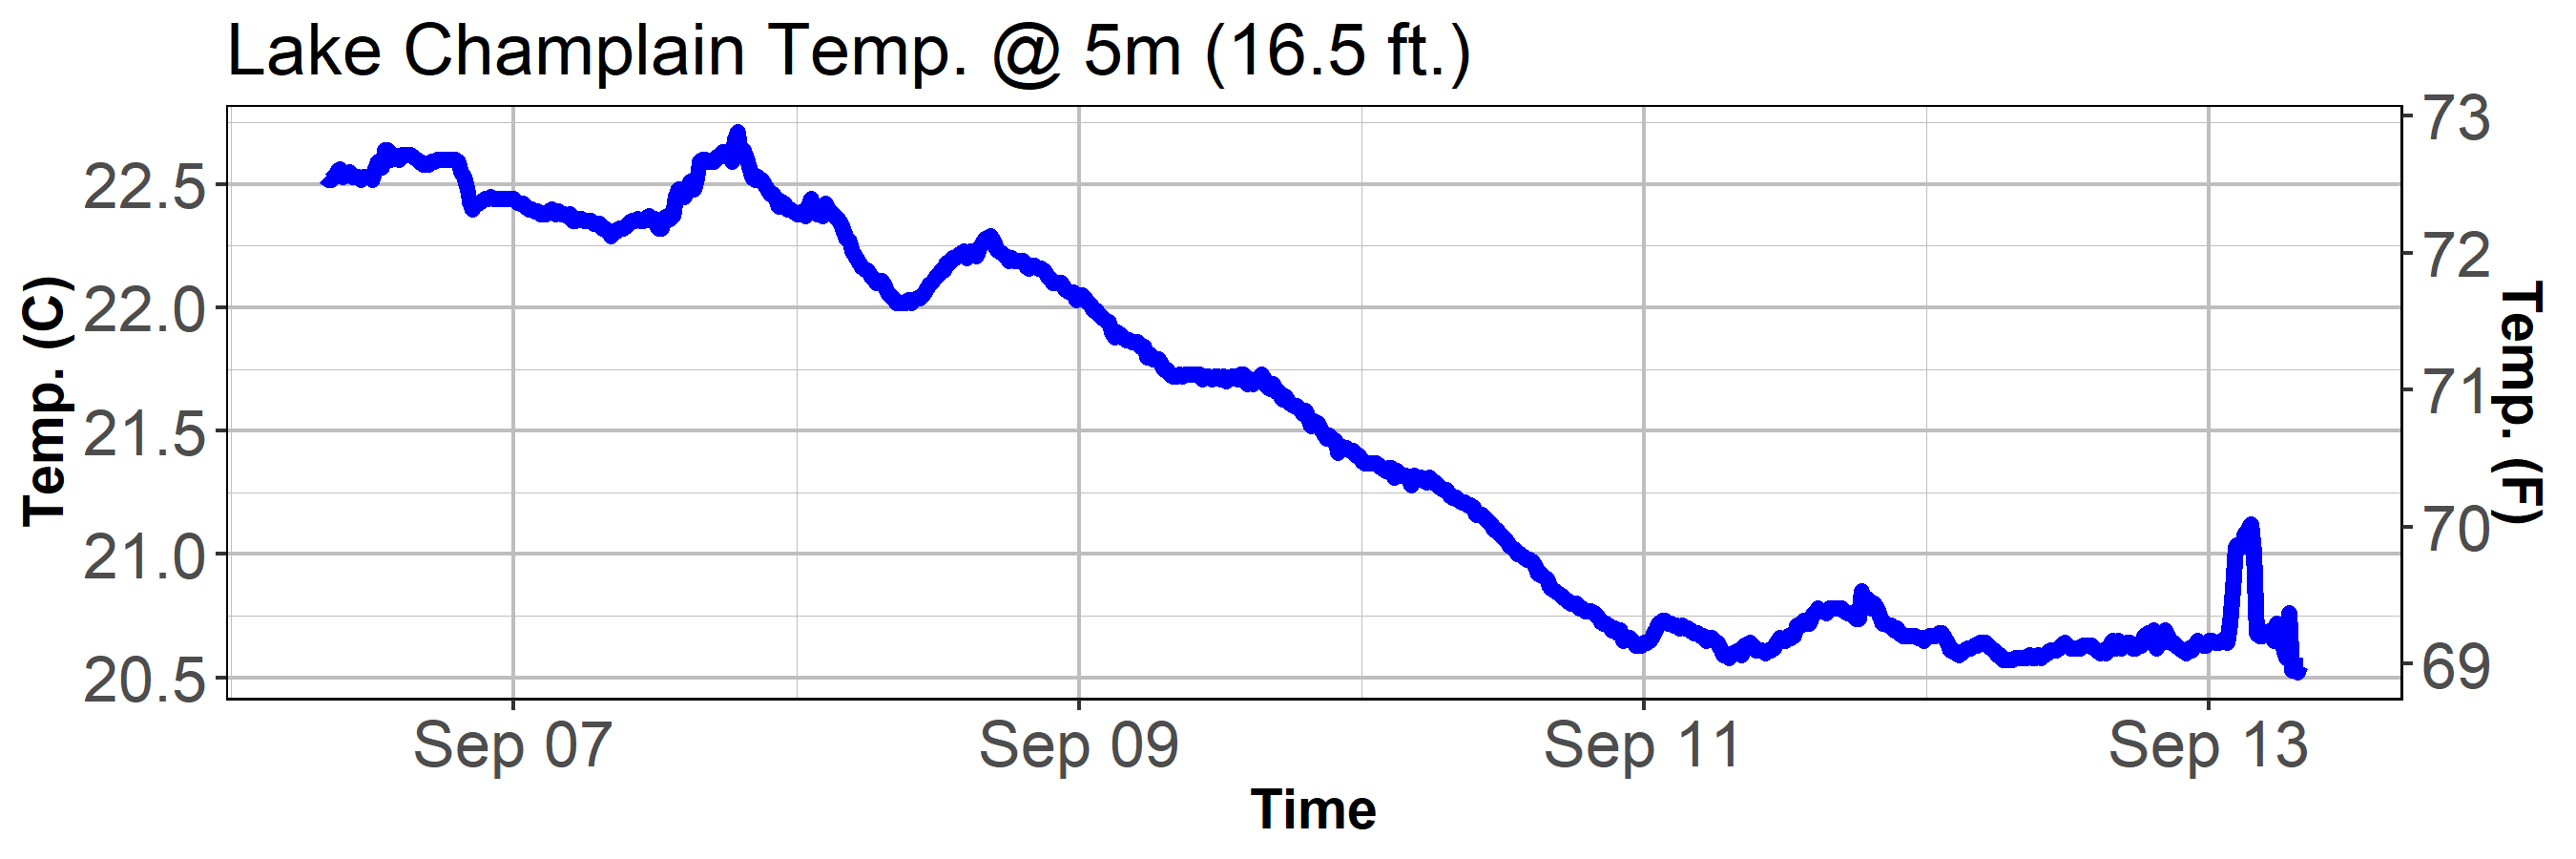 Lake Champlain Temp. @ 5m (16.5 ft.)
Temp. (C)
22.5
22.0
21.5
21.0
20.5
73
72
71
70
69
Temp. (F)
Sep 07
Sep 09
Sep 11
Sep 13
Time